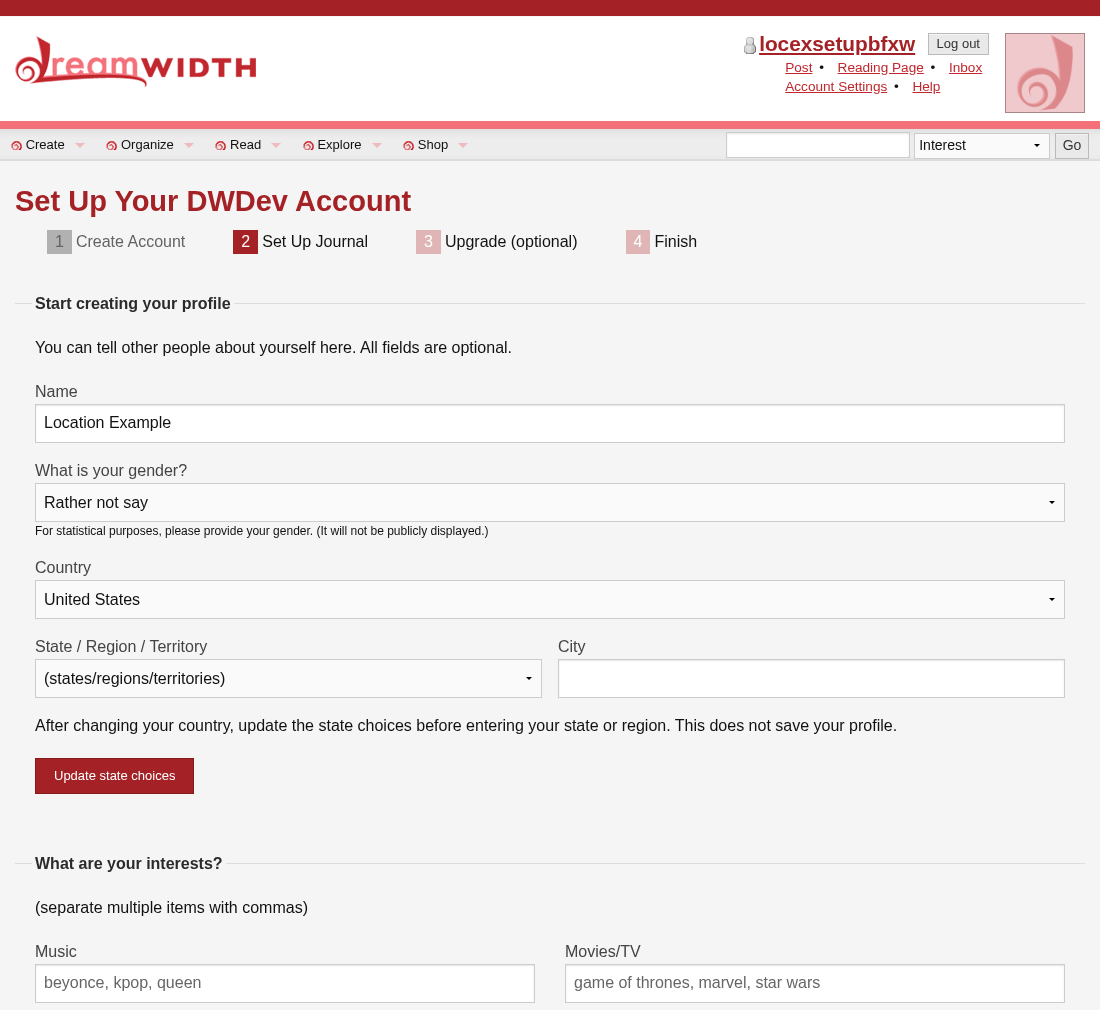 dreamWIDTH
locexsetupbfxw Log out
Post • Reading Page • Inbox
Account Settings • Help
Create Organize Read Explore Shop Interest Go
Set Up Your DWDev Account
1 Create Account 2 Set Up Journal 3 Upgrade (optional) 4 Finish
Start creating your profile
You can tell other people about yourself here. All fields are optional.
Name
Location Example
What is your gender?
Rather not say
For statistical purposes, please provide your gender. (It will not be publicly displayed.)
Country
United States
State / Region / Territory City
(states/regions/territories)
After changing your country, update the state choices before entering your state or region. This does not save your profile.
Update state choices
What are your interests?
(separate multiple items with commas)
Music Movies/TV
beyonce, kpop, queen game of thrones, marvel, star wars